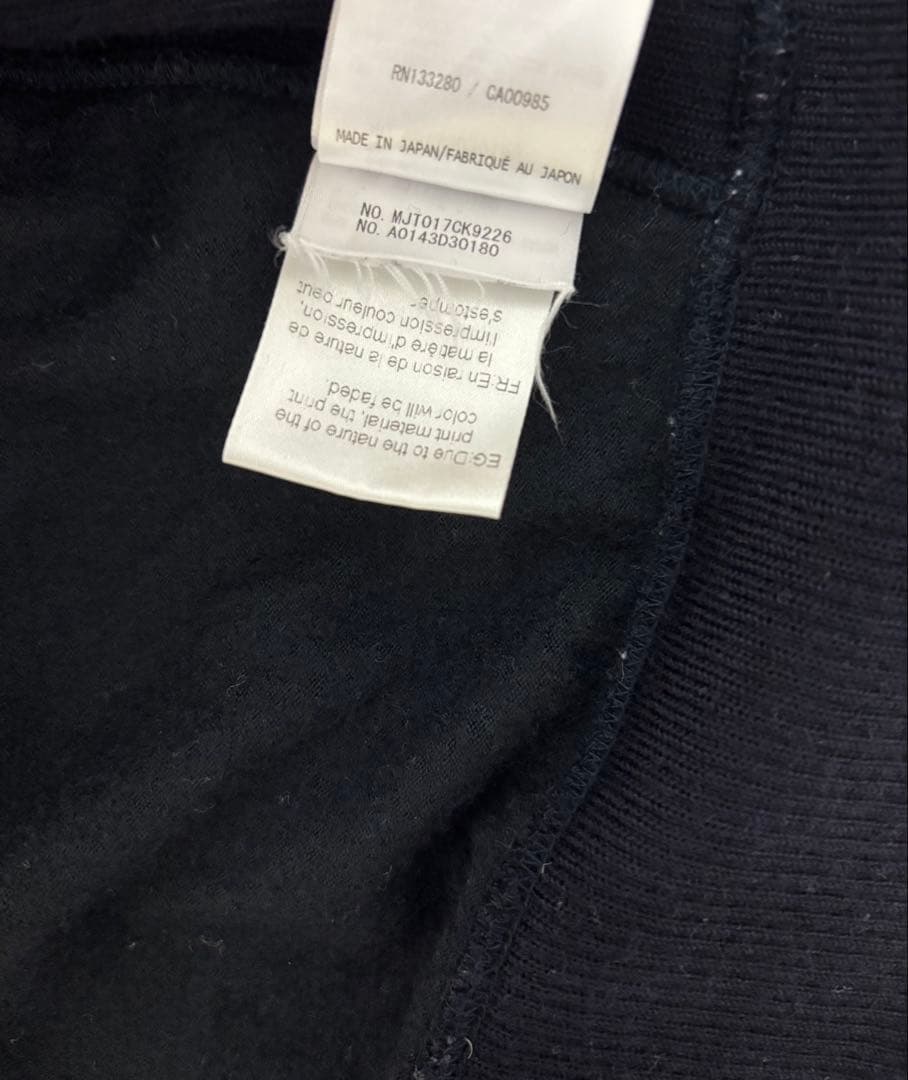 RN133280 / CA00985
MADE IN JAPAN/FABRIQUÉ AU JAPON
NO. MJT017CK9226
NO. A0143D30180
EG:Due to the nature of the
print material, the print
color will be faded.
FR:En raison de la nature de
la matière d'impression,
l'impression couleur peut
s'estomper